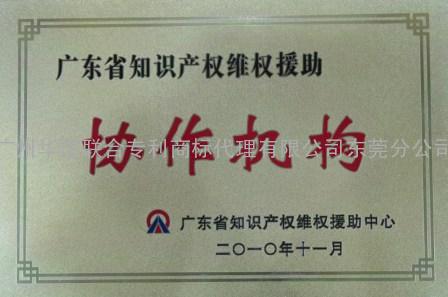 广东省知识产权维权援助
协作机构
联合专利商标代理有限公司东莞分公司
广东省知识产权维权援助中心
二〇一〇年十一月